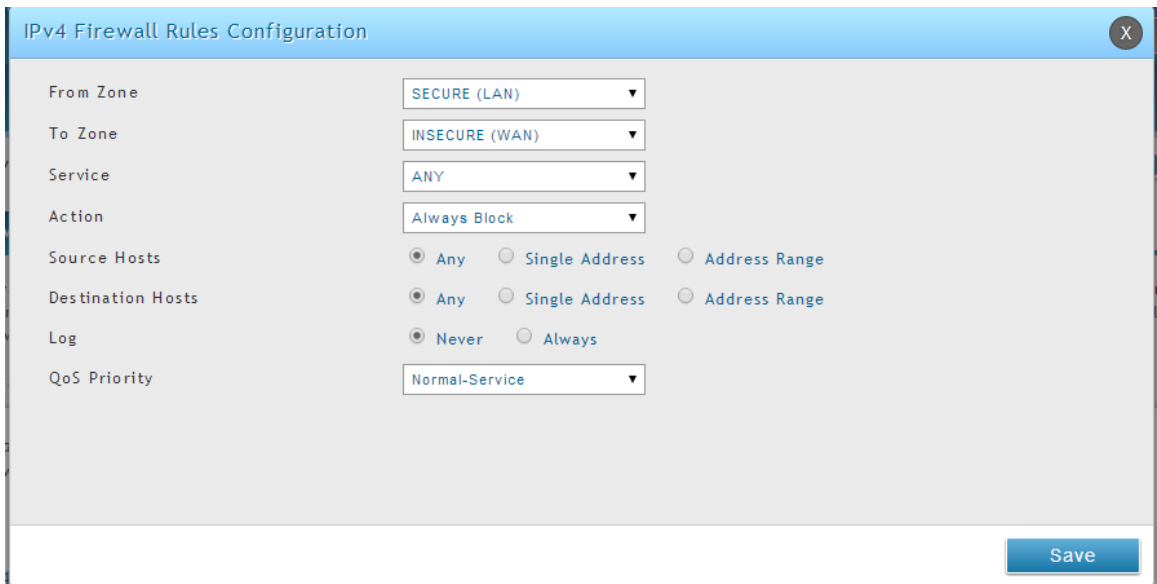 IPv4 Firewall Rules Configuration
X
From Zone SECURE (LAN)
To Zone INSECURE (WAN)
Service ANY
Action Always Block
Source Hosts Any Single Address Address Range
Destination Hosts Any Single Address Address Range
Log Never Always
QoS Priority Normal-Service
Save